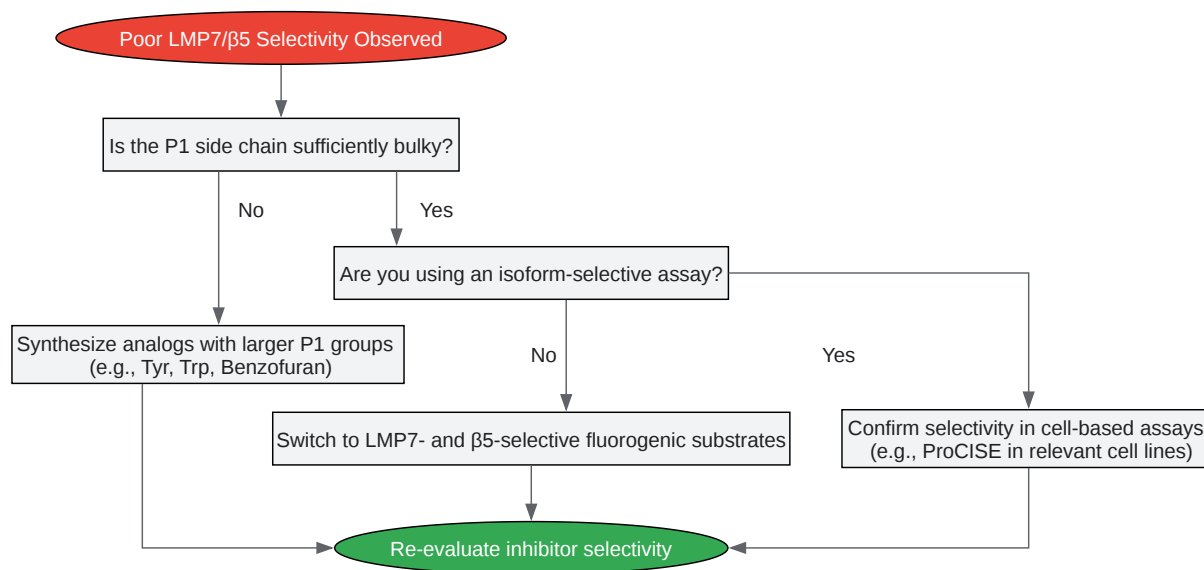 Poor LMP7/β5 Selectivity Observed
Is the P1 side chain sufficiently bulky?
No
Yes
Are you using an isoform-selective assay?
Synthesize analogs with larger P1 groups
(e.g., Tyr, Trp, Benzofuran)
No
Yes
Switch to LMP7- and β5-selective fluorogenic substrates
Confirm selectivity in cell-based assays
(e.g., ProCISE in relevant cell lines)
Re-evaluate inhibitor selectivity